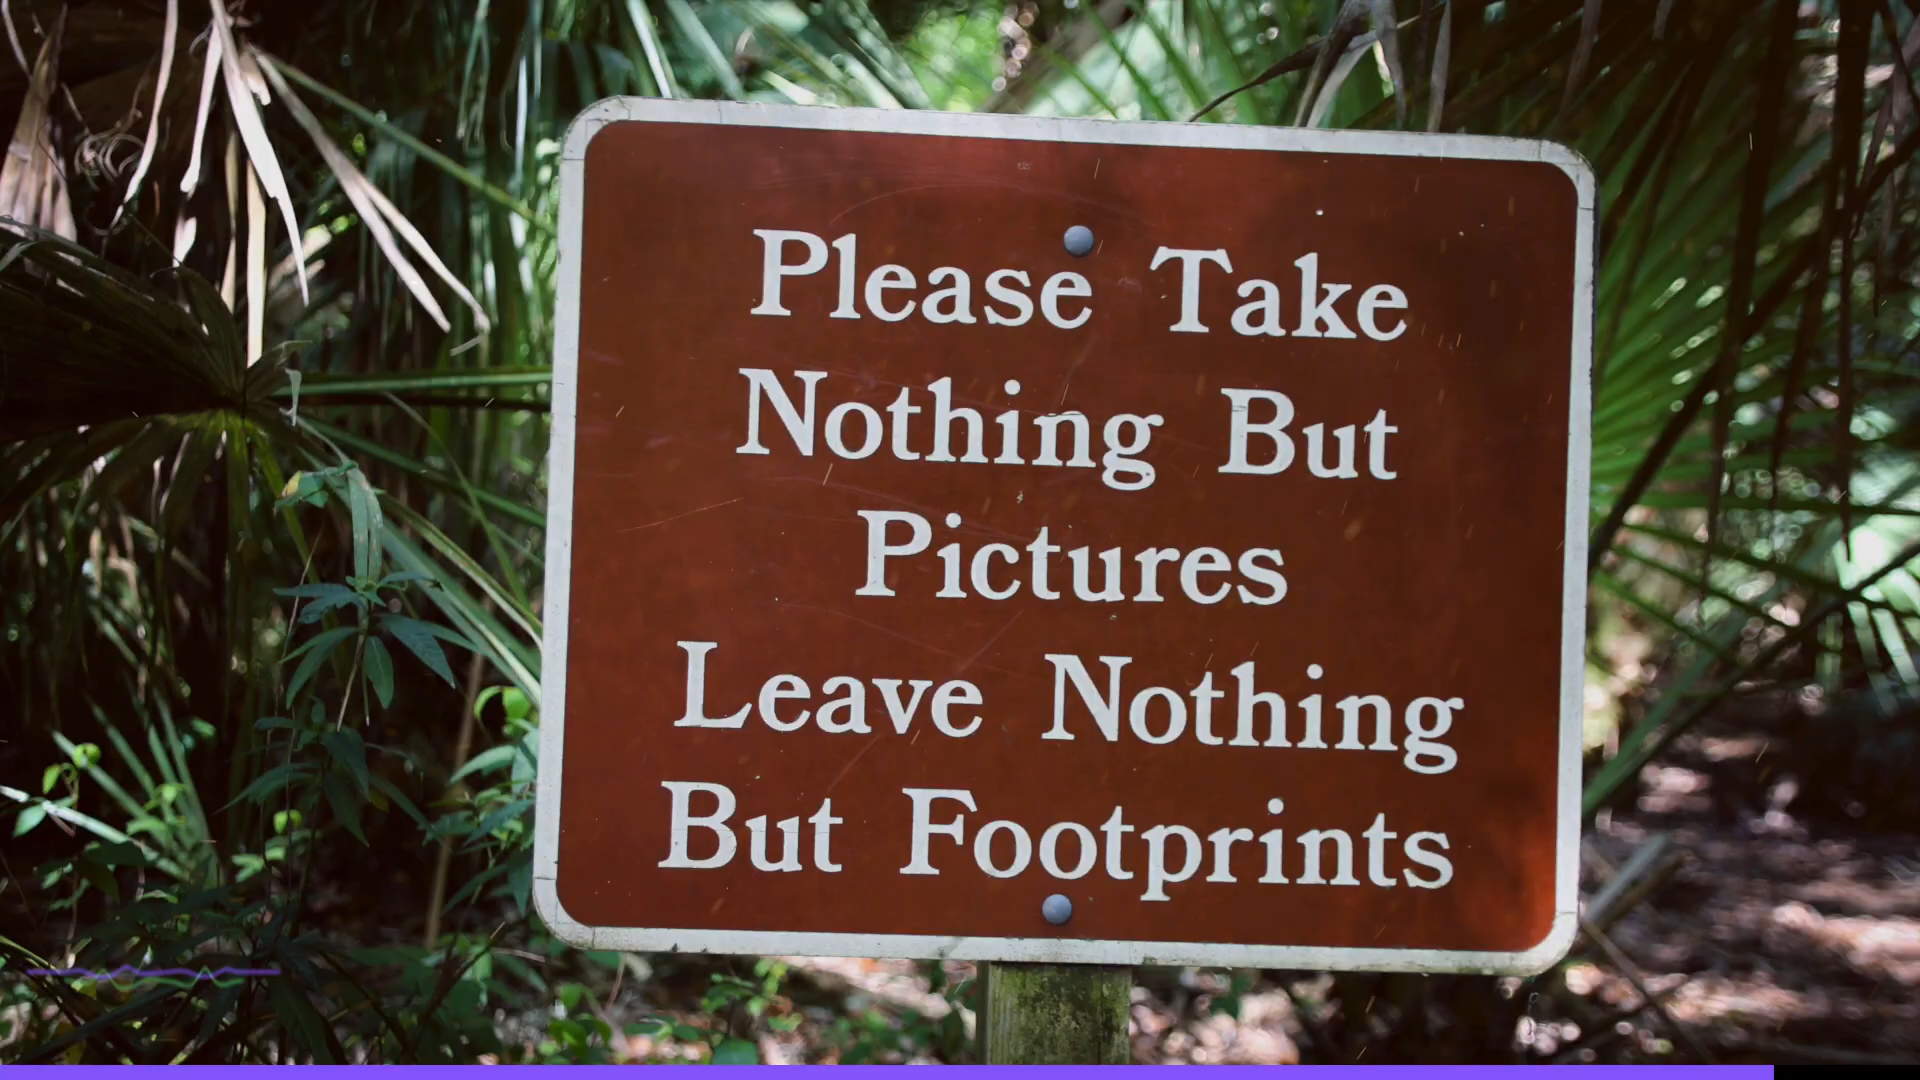 Please Take
Nothing But
Pictures
Leave Nothing
But Footprints